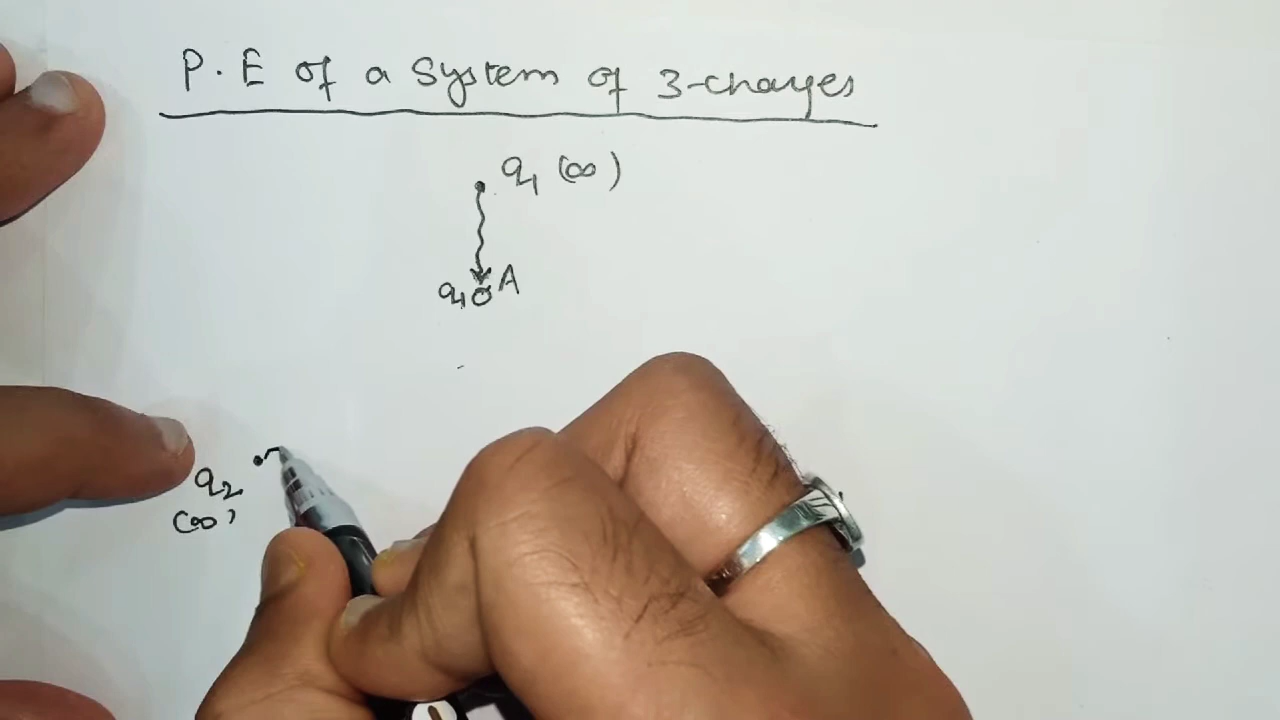 P.E of a System of 3-charges
q1 (∞)
q1 A
q2
(∞)